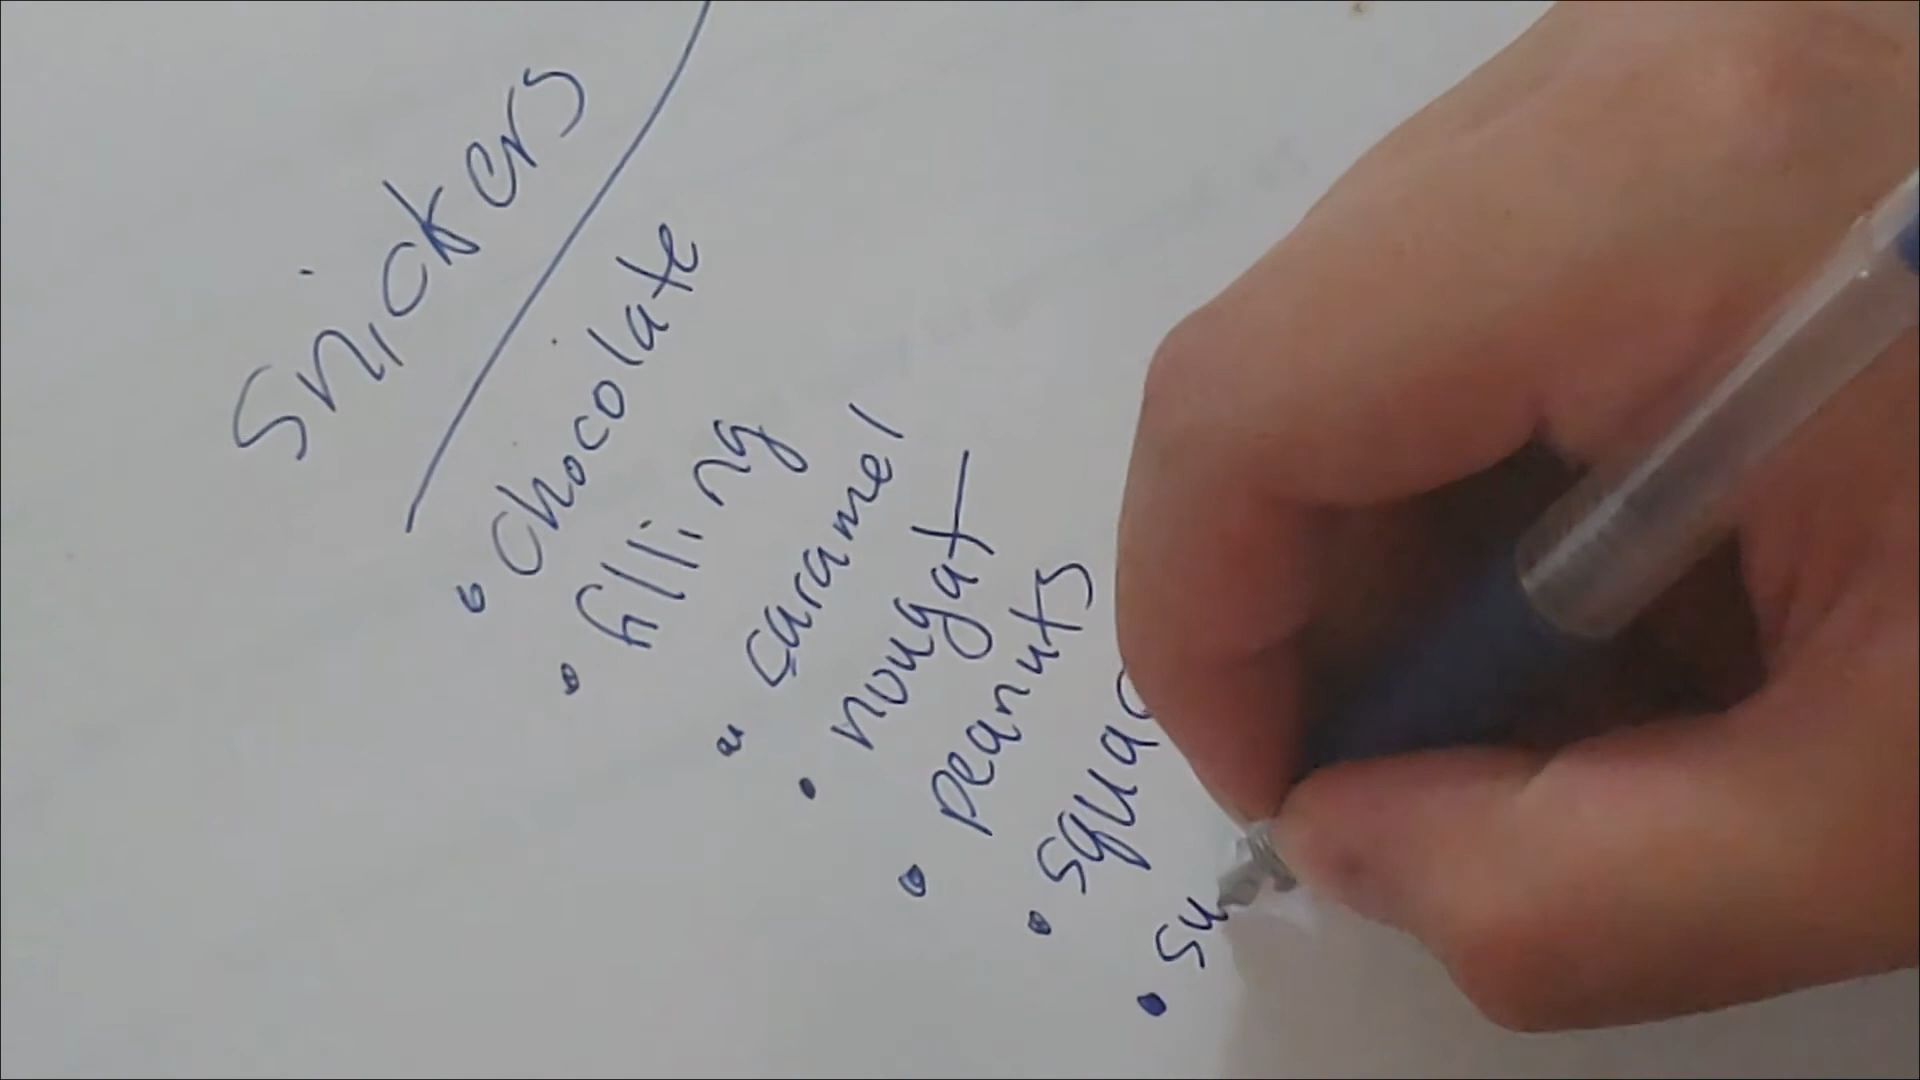 Snickers
• chocolate
• filling
• caramel
• nougat
• peanuts
•
•